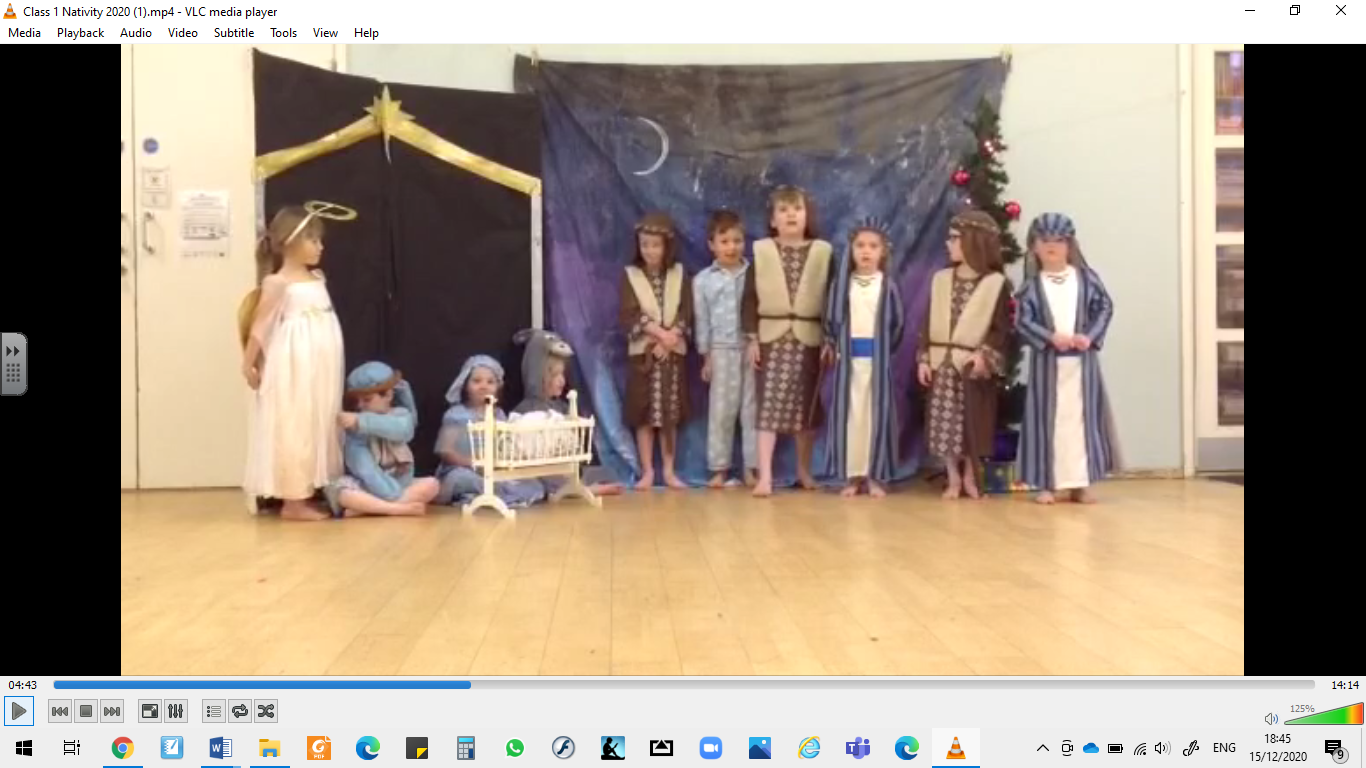 Class 1 Nativity 2020 (1).mp4 - VLC media player
Media Playback Audio Video Subtitle Tools View Help
04:43
14:14
125%
PDF
ENG
18:45
15/12/2020
9